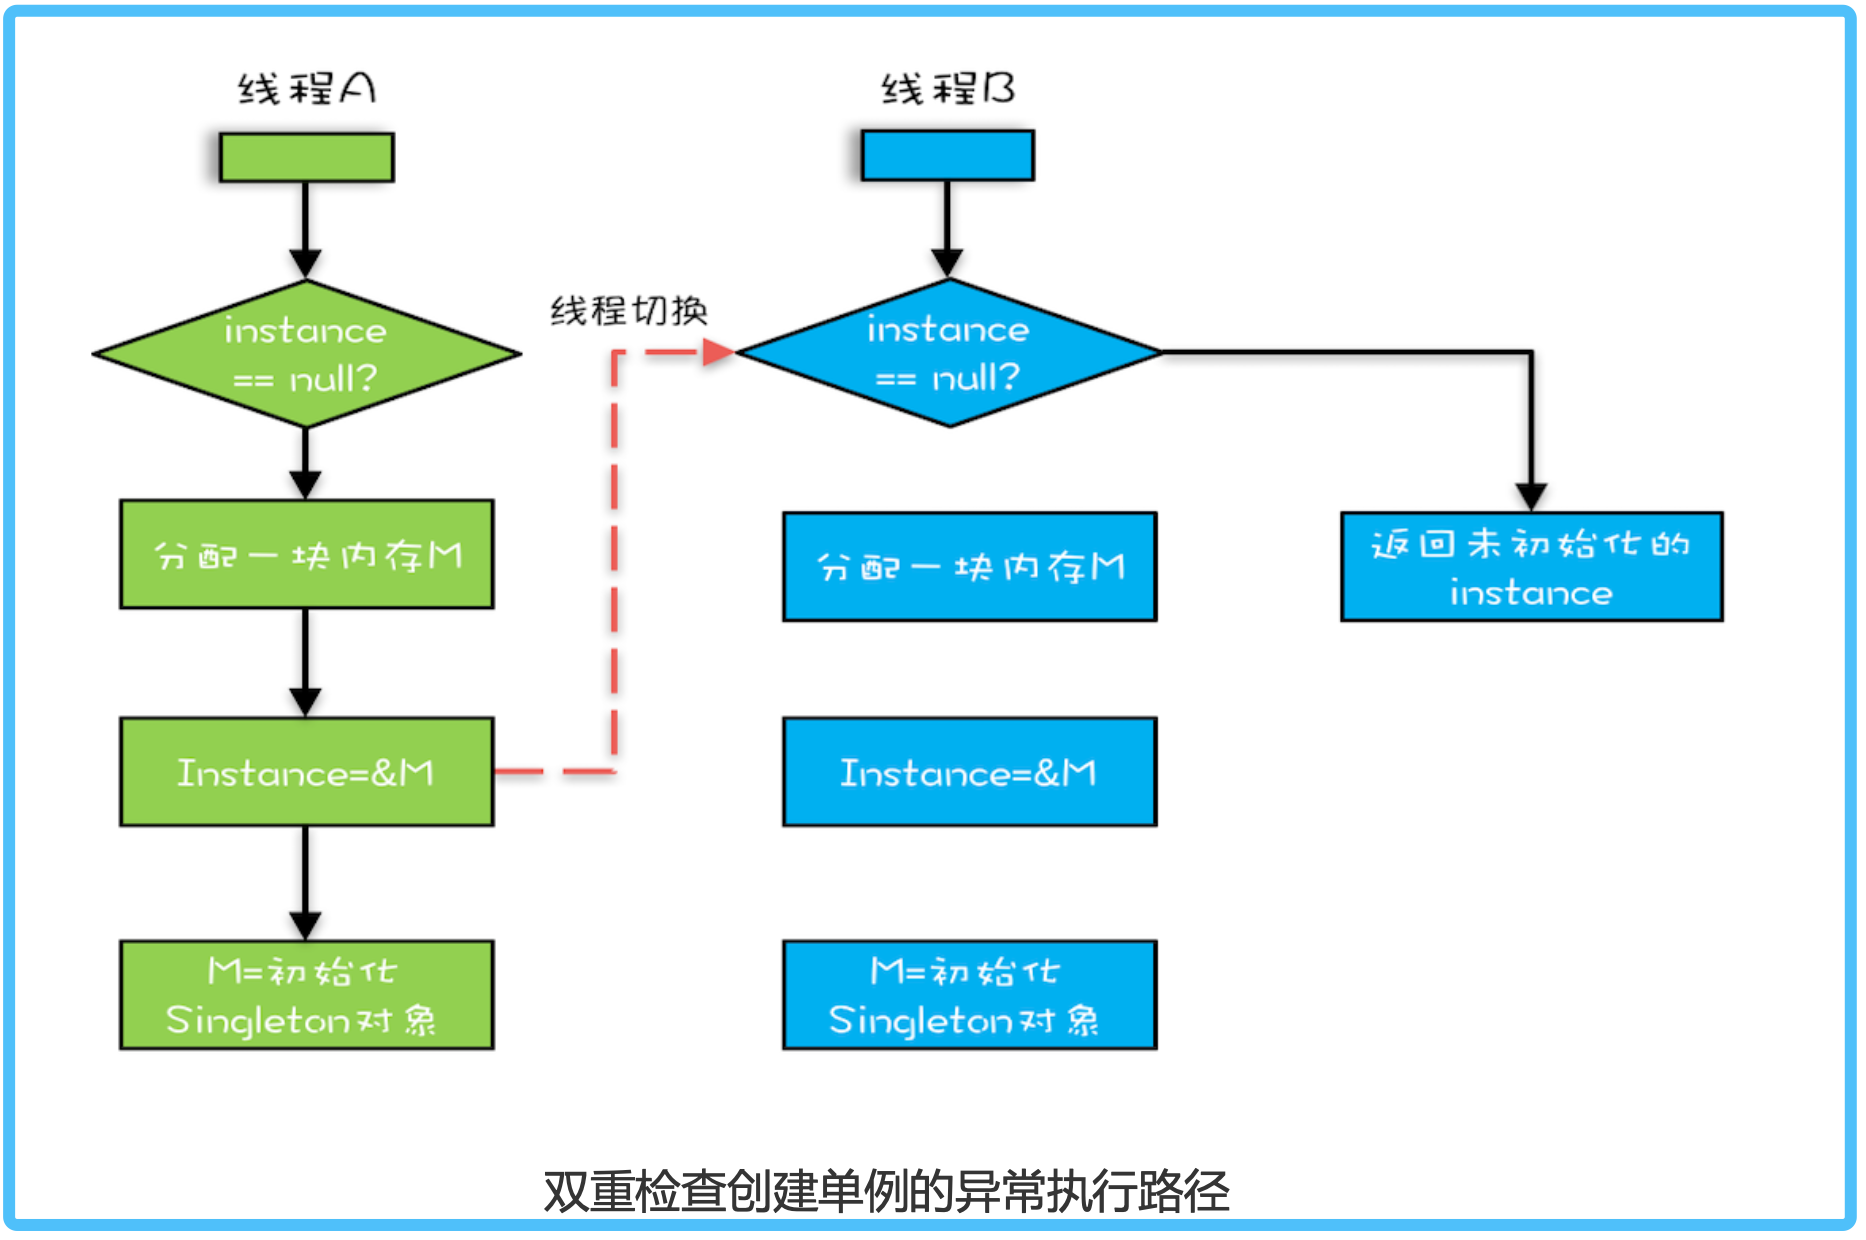 线程A
instance
== null?
分配一块内存M
Instance=&M
M=初始化
Singleton对象
线程切换
线程B
instance
== null?
分配一块内存M
Instance=&M
M=初始化
Singleton对象
返回未初始化的
instance
双重检查创建单例的异常执行路径